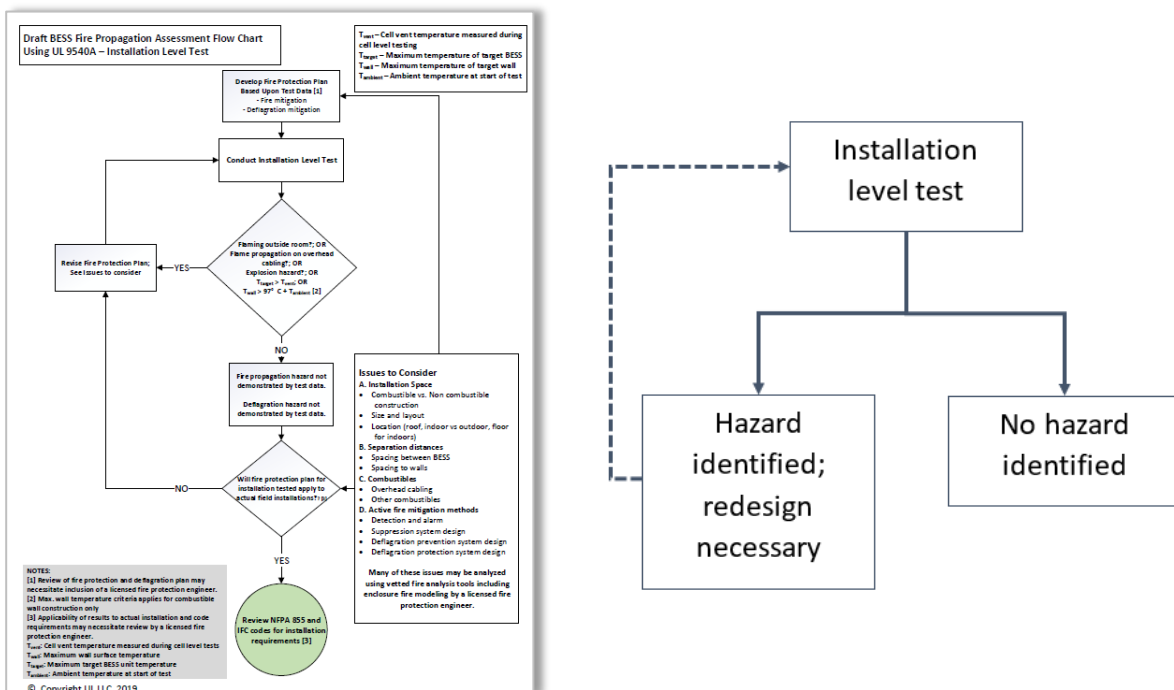 Draft BESS Fire Propagation Assessment Flow Chart
Using UL 9540A – Installation Level Test
Tvent – Cell vent temperature measured during
cell level testing
Ttarget – Maximum temperature of target BESS
Twall – Maximum temperature of target wall
Tambient – Ambient temperature at start of test
Develop Fire Protection Plan
Based Upon Test Data [1]
- Fire mitigation
- Deflagration mitigation
Conduct Installation Level Test
Flaming outside room?; OR
Flame propagation on overhead
cabling?; OR
Explosion hazard?; OR
Ttarget > Tvent; OR
Twall > 97° C + Tambient [2]
YES
Revise Fire Protection Plan;
See issues to consider
NO
Fire propagation hazard not
demonstrated by test data.
Deflagration hazard not
demonstrated by test data.
Will fire protection plan for
installation tested apply to
actual field installations? [3]
NO
YES
Review NFPA 855 and
IFC codes for installation
requirements [3]
Issues to Consider
A. Installation Space
• Combustible vs. Non combustible
construction
• Size and layout
• Location (roof, indoor vs outdoor, floor
for indoors)
B. Separation distances
• Spacing between BESS
• Spacing to walls
C. Combustibles
• Overhead cabling
• Other combustibles
D. Active fire mitigation methods
• Detection and alarm
• Suppression system design
• Deflagration prevention system design
• Deflagration protection system design
Many of these issues may be analyzed
using vetted fire analysis tools including
enclosure fire modeling by a licensed fire
protection engineer.
NOTES:
[1] Review of fire protection and deflagration plan may
necessitate inclusion of a licensed fire protection engineer.
[2] Max. wall temperature criteria applies for combustible
wall construction only
[3] Applicability of results to actual installation and code
requirements may necessitate review by a licensed fire
protection engineer.
Tvent: Cell vent temperature measured during cell level tests
Twall: Maximum wall surface temperature
Ttarget: Maximum target BESS unit temperature
Tambient: Ambient temperature at start of test
© Copyright UL LLC, 2019
Installation
level test
Hazard
identified;
redesign
necessary
No hazard
identified